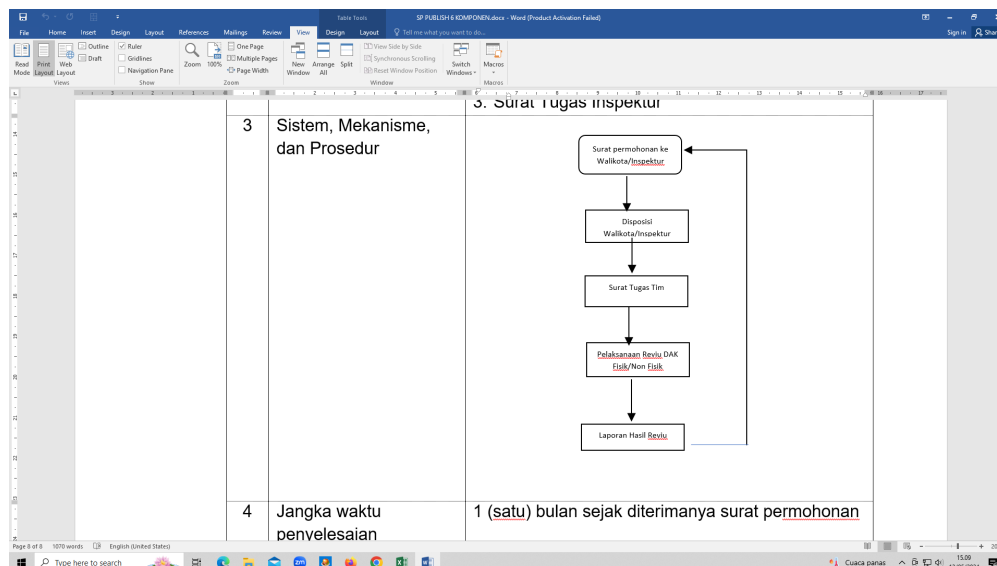 Table Tools
SP PUBLISH 6 KOMPONEN.docx - Word (Product Activation Failed)
File Home Insert Design Layout References Mailings Review View Design Layout Tell me what you want to do... Sign in Shar
Read Mode
Print Layout
Web Layout
Outline
Draft
Views
Ruler
Gridlines
Navigation Pane
Show
Zoom
100%
One Page
Multiple Pages
Page Width
Zoom
New Window
Arrange All
Split
View Side by Side
Synchronous Scrolling
Reset Window Position
Window
Switch Windows
Macros
Macros
3. Surat Tugas Inspektur
3 Sistem, Mekanisme,
dan Prosedur
Surat permohonan ke
Walikota/Inspektur
Disposisi
Walikota/Inspektur
Surat Tugas Tim
Pelaksanaan Reviu DAK
Fisik/Non Fisik
Laporan Hasil Reviu
4 Jangka waktu
penyelesaian
1 (satu) bulan sejak diterimanya surat permohonan
Page 8 of 8 1070 words English (United States)
Type here to search
zm
Cuaca panas
15.09